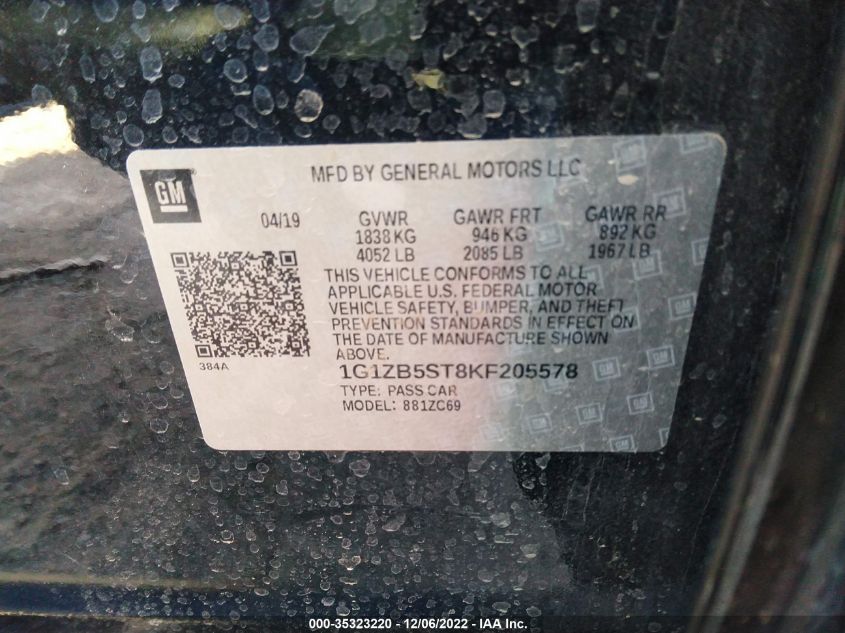 MFD BY GENERAL MOTORS LLC
GM
04/19 GVWR GAWR FRT GAWR RR
1838 KG 946 KG 892 KG
4052 LB 2085 LB 1967 LB
THIS VEHICLE CONFORMS TO ALL
APPLICABLE U.S. FEDERAL MOTOR
VEHICLE SAFETY, BUMPER, AND THEFT
PREVENTION STANDARDS IN EFFECT ON
THE DATE OF MANUFACTURE SHOWN
ABOVE.
384A
1G1ZB5ST8KF205578
TYPE: PASS CAR
MODEL: 881ZC69
000-35323220 - 12/06/2022 - IAA Inc.